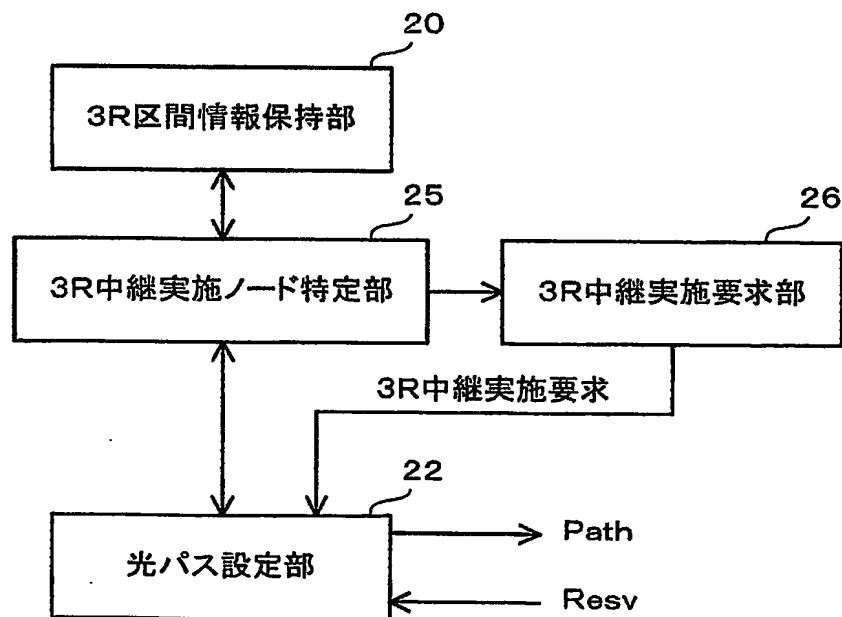 20
3R区間情報保持部
25
3R中継実施ノード特定部
26
3R中継実施要求部
3R中継実施要求
22
光パス設定部
Path
Resv